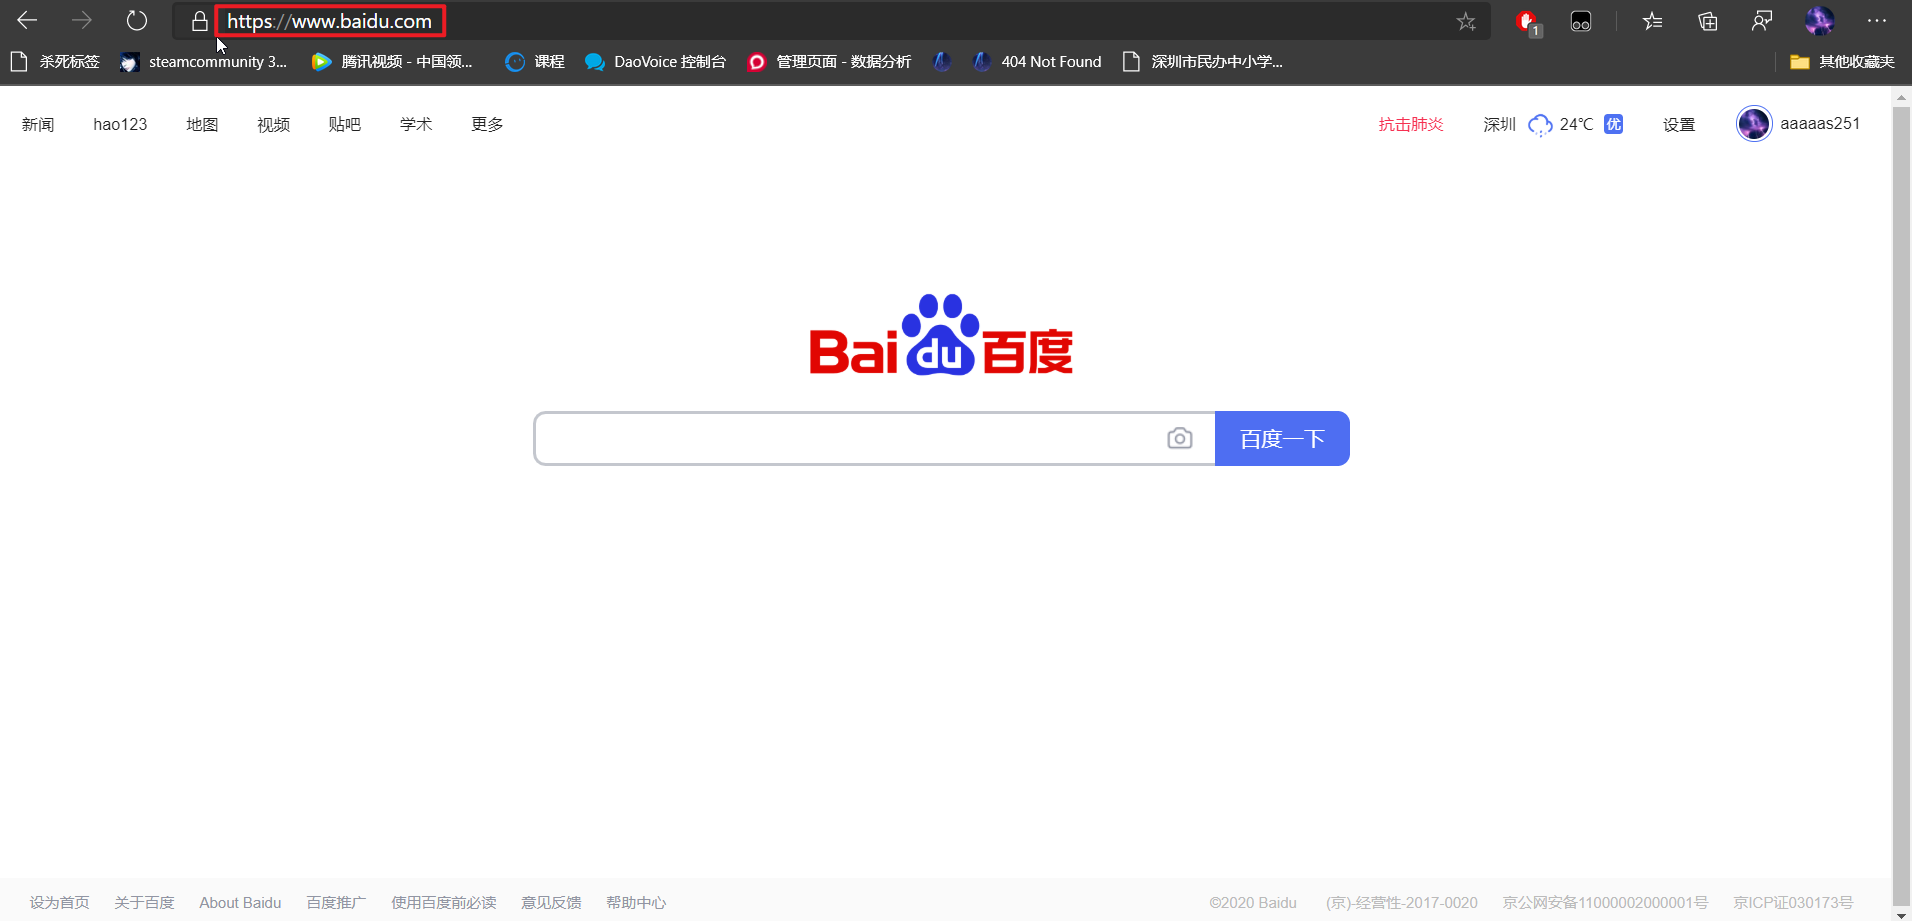 https://www.baidu.com
1
杀死标签 steamcommunity 3... 腾讯视频 - 中国领... 课程 DaoVoice 控制台 管理页面 - 数据分析 404 Not Found 深圳市民办中小学... 其他收藏夹
新闻 hao123 地图 视频 贴吧 学术 更多 抗击肺炎 深圳 24℃ 优 设置 aaaaas251
Bai du 百度
百度一下
设为首页 关于百度 About Baidu 百度推广 使用百度前必读 意见反馈 帮助中心 ©2020 Baidu (京)-经营性-2017-0020 京公网安备11000002000001号 京ICP证030173号